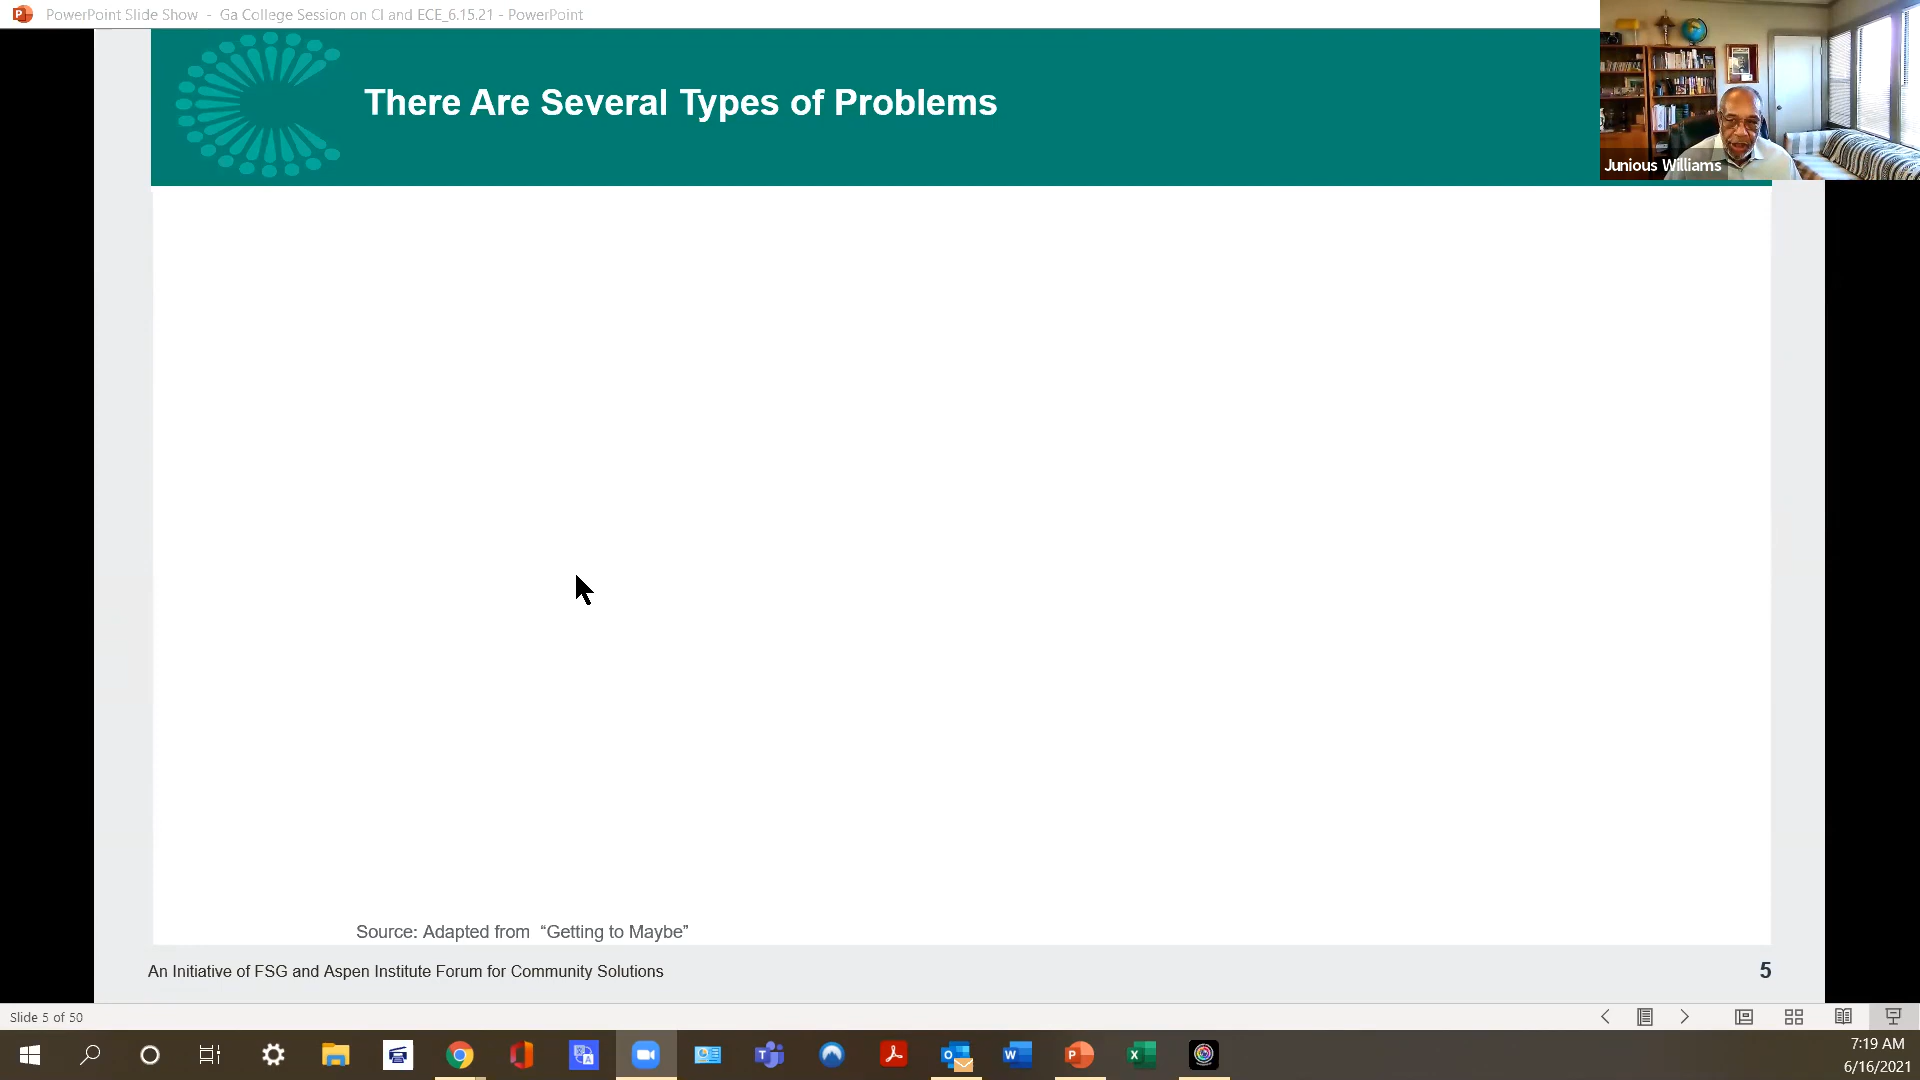 PowerPoint Slide Show - Ga College Session on CI and ECE_6.15.21 - PowerPoint
There Are Several Types of Problems
Junious Williams
Source: Adapted from “Getting to Maybe”
An Initiative of FSG and Aspen Institute Forum for Community Solutions
5
Slide 5 of 50
7:19 AM
6/16/2021